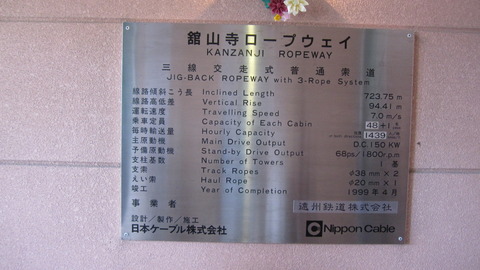 舘山寺ロープウェイ
KANZANJI ROPEWAY
三線交走式普通索道
JIG-BACK ROPEWAY with 3-Rope System
線路傾斜こう長 Inclined Length 723.75 m
線路高低差 Vertical Rise 94.41 m
運転速度 Travelling Speed 7.0 m/s
乗車定員 Capacity of Each Cabin 48+1
毎時輸送量 Hourly Capacity 1439
主原動機 Main Drive Output D.C.150 KW
予備原動機 Stand-by Drive Output 68ps/1800r.p.m
支柱基数 Number of Towers 1 基
支索 Track Ropes φ38 mm × 2
えい索 Haul Rope φ20 mm × 1
竣工 Year of Completion 1999 年 4月
事業者 遠州鉄道株式会社
設計/製作/施工
日本ケーブル株式会社 Nippon Cable